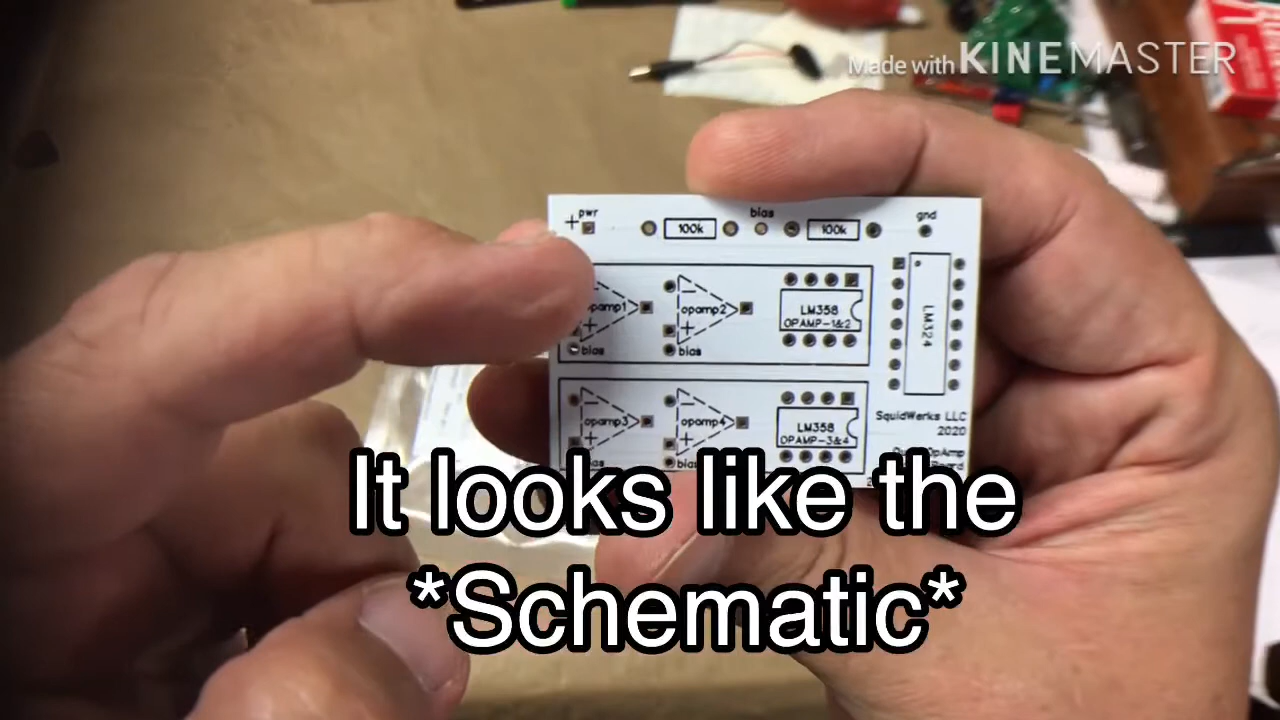 Made with KINEMASTER
+ pwr
100k
bias
100k
gnd
opamp1
opamp2
LM358
OPAMP-1&2
bias
bias
LM324
opamp3
opamp4
LM358
OPAMP-3&4
SquidWerks LLC
2020
It looks like the
*Schematic*